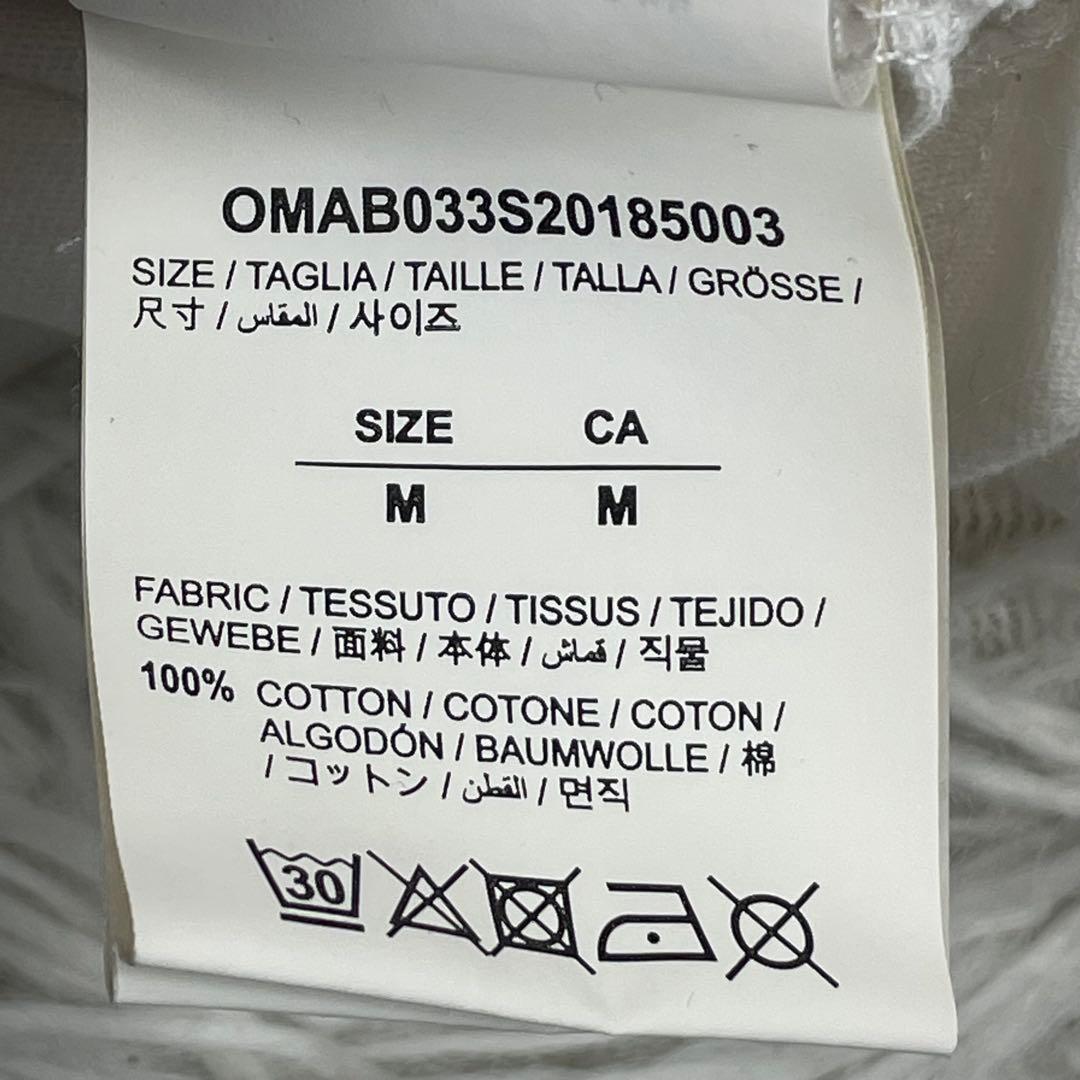 OMAB033S20185003
SIZE / TAGLIA / TAILLE / TALLA / GRÖSSE /
尺寸 / المقاس / 사이즈
SIZE CA
M M
FABRIC / TESSUTO / TISSUS / TEJIDO /
GEWEBE / 面料 / 本体 / قماش / 직물
100% COTTON / COTONE / COTON /
ALGODÓN / BAUMWOLLE / 棉
/ コットン / القطن / 면직
30